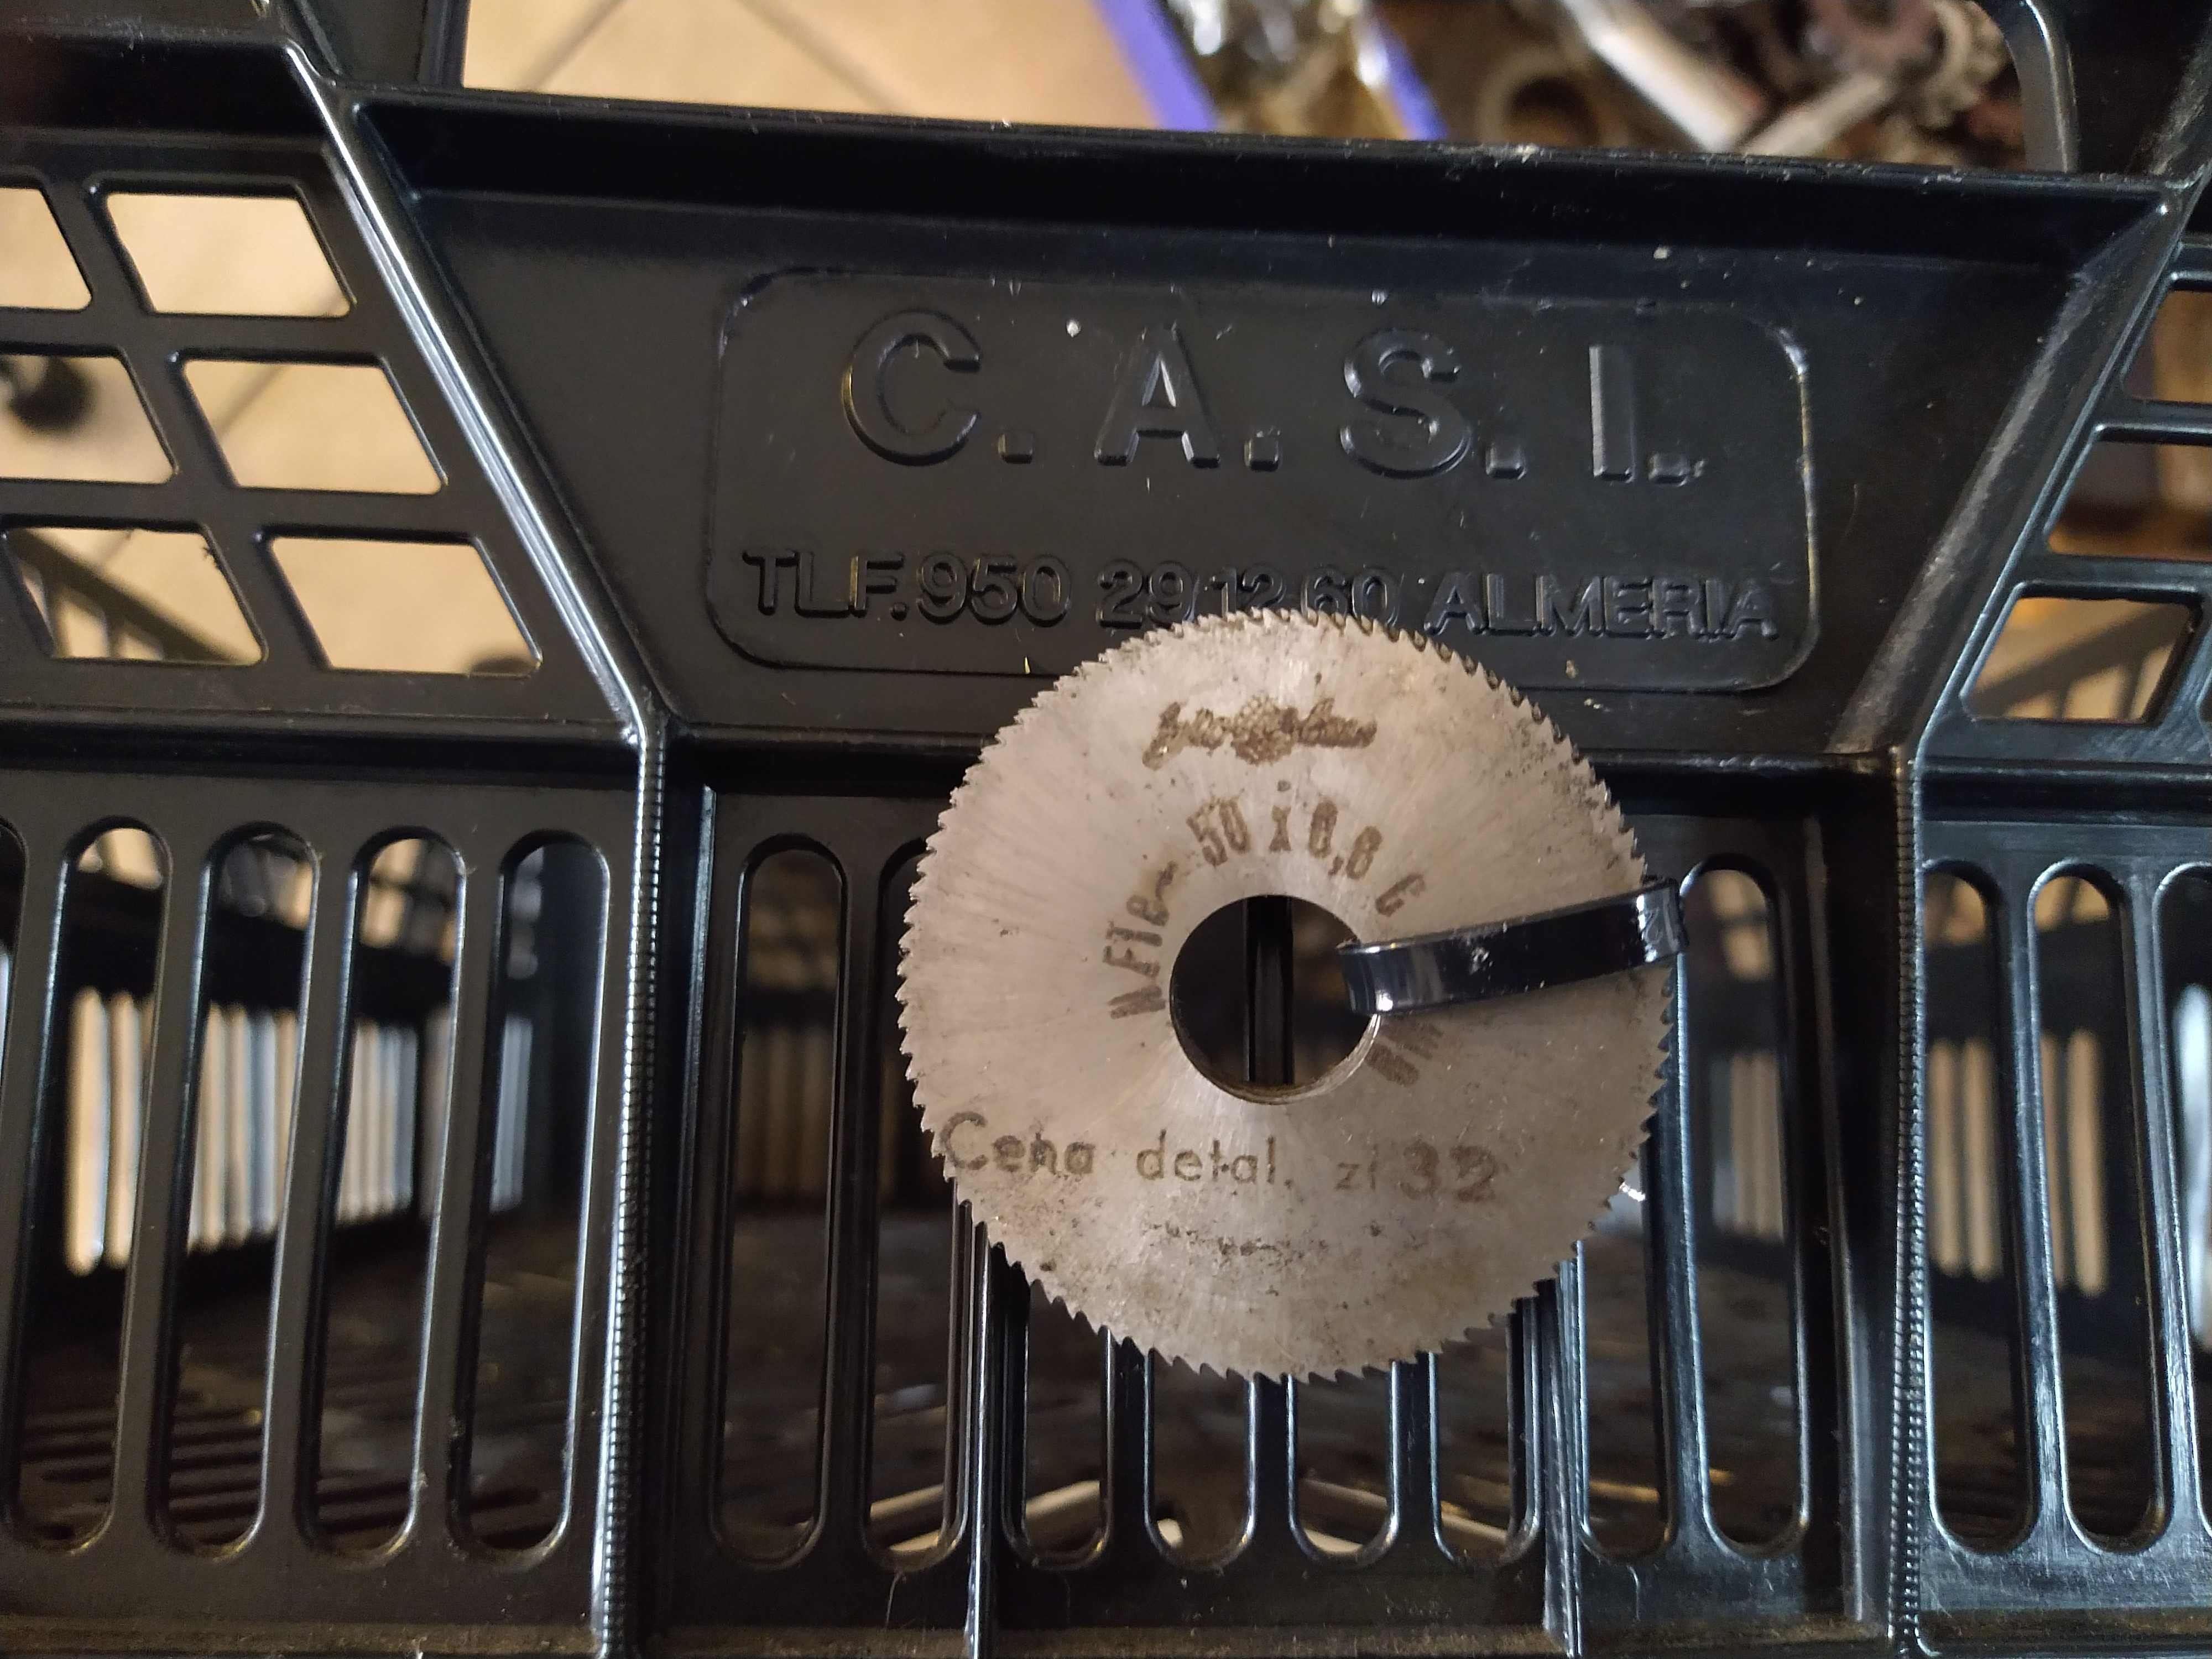 C. A. S. I.
TLF. 950 29 12 60 ALMERIA
50 x 0,8 C
Cena detal. zł 32